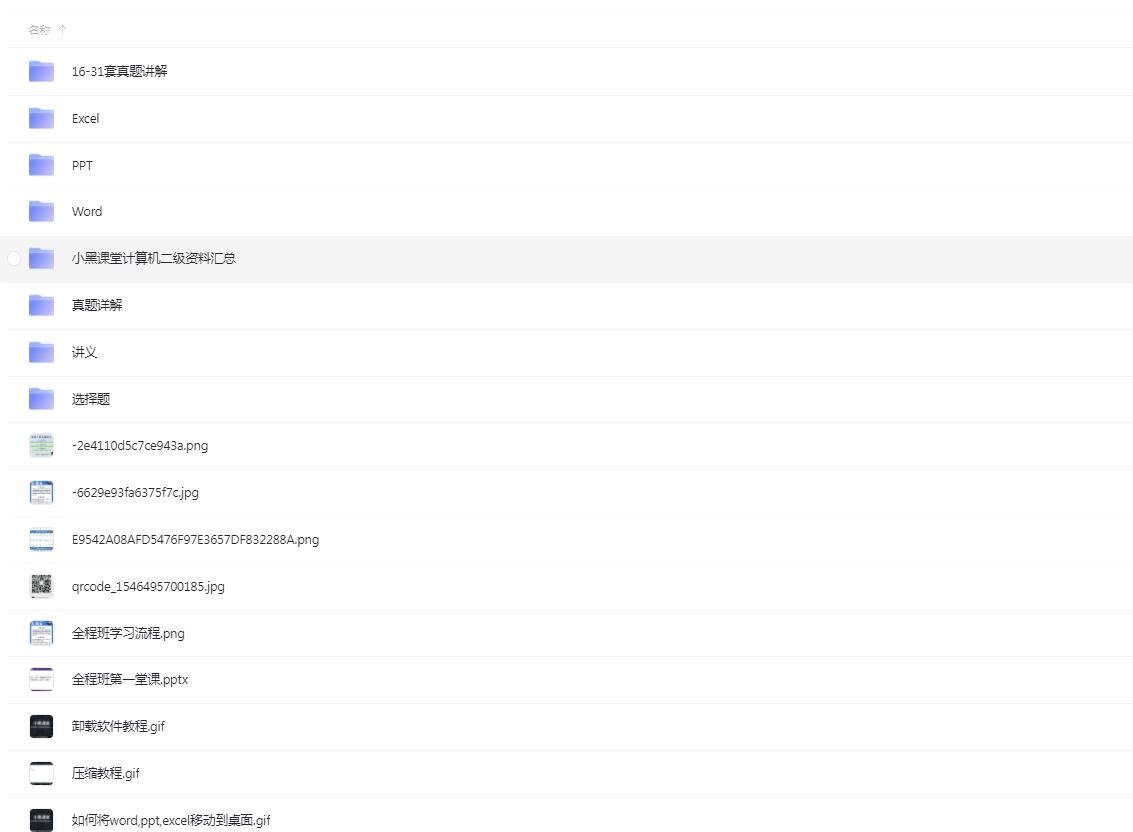 名称
16-31套真题讲解
Excel
PPT
Word
小黑课堂计算机二级资料汇总
真题详解
讲义
选择题
-2e4110d5c7ce943a.png
-6629e93fa6375f7c.jpg
E9542A08AFD5476F97E3657DF832288A.png
qrcode_1546495700185.jpg
全程班学习流程.png
全程班第一堂课.pptx
卸载软件教程.gif
压缩教程.gif
如何将word,ppt,excel移动到桌面.gif